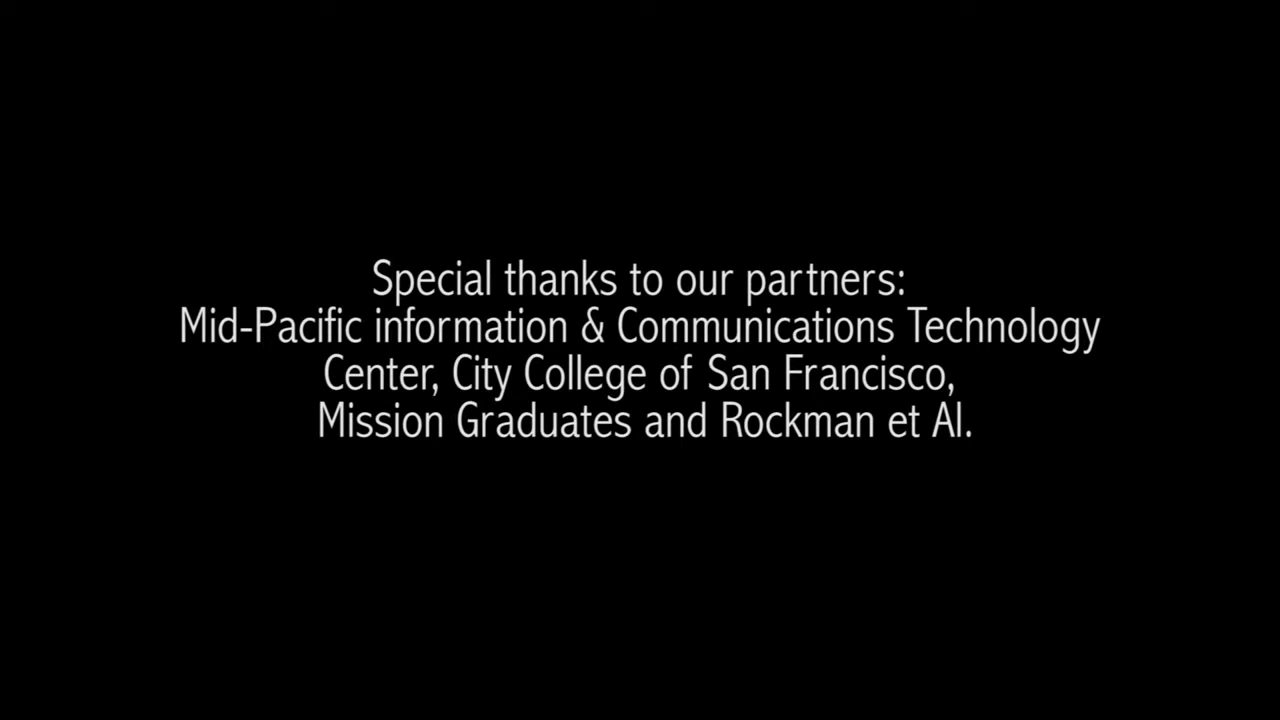 Special thanks to our partners:
Mid-Pacific information & Communications Technology
Center, City College of San Francisco,
Mission Graduates and Rockman et Al.